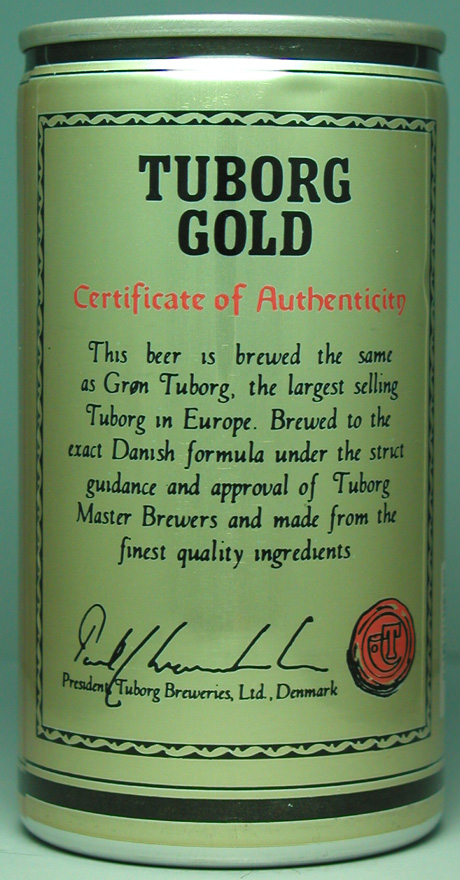 TUBORG
GOLD
Certificate of Authenticity
This beer is brewed the same
as Grøn Tuborg, the largest selling
Tuborg in Europe. Brewed to the
exact Danish formula under the strict
guidance and approval of Tuborg
Master Brewers and made from the
finest quality ingredients
President, Tuborg Breweries, Ltd., Denmark